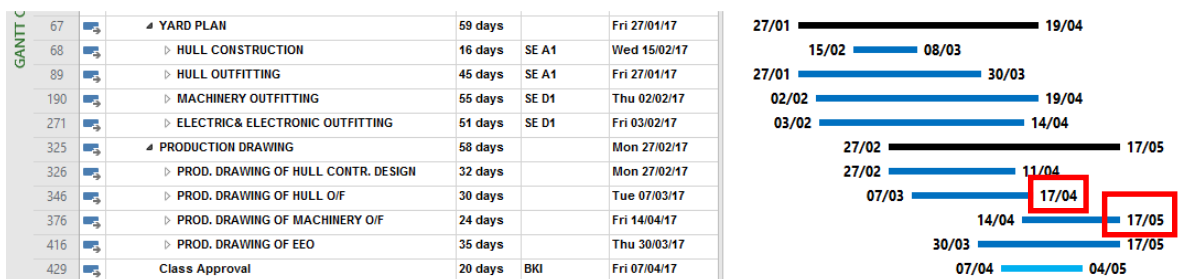 GANTT C
67 YARD PLAN 59 days Fri 27/01/17 27/01 19/04
68 HULL CONSTRUCTION 16 days SE A1 Wed 15/02/17 15/02 08/03
89 HULL OUTFITTING 45 days SE A1 Fri 27/01/17 27/01 30/03
190 MACHINERY OUTFITTING 55 days SE D1 Thu 02/02/17 02/02 19/04
271 ELECTRIC& ELECTRONIC OUTFITTING 51 days SE D1 Fri 03/02/17 03/02 14/04
325 PRODUCTION DRAWING 58 days Mon 27/02/17 27/02 17/05
326 PROD. DRAWING OF HULL CONTR. DESIGN 32 days Mon 27/02/17 27/02 11/04
346 PROD. DRAWING OF HULL O/F 30 days Tue 07/03/17 07/03 17/04
376 PROD. DRAWING OF MACHINERY O/F 24 days Fri 14/04/17 14/04 17/05
416 PROD. DRAWING OF EEO 35 days Thu 30/03/17 30/03 17/05
429 Class Approval 20 days BKI Fri 07/04/17 07/04 04/05